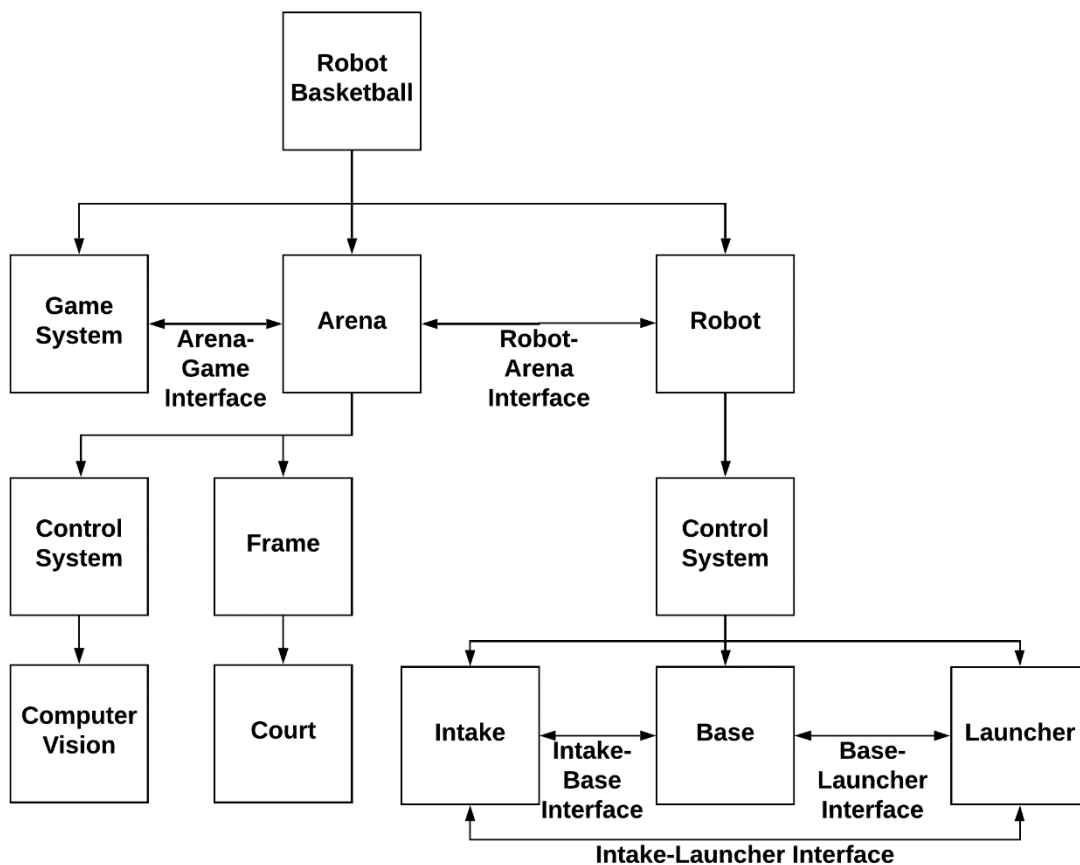 Robot
Basketball
Game
System
Arena-
Game
Interface
Arena
Robot-
Arena
Interface
Robot
Control
System
Frame
Control
System
Computer
Vision
Court
Intake
Intake-
Base
Interface
Base
Base-
Launcher
Interface
Launcher
Intake-Launcher Interface